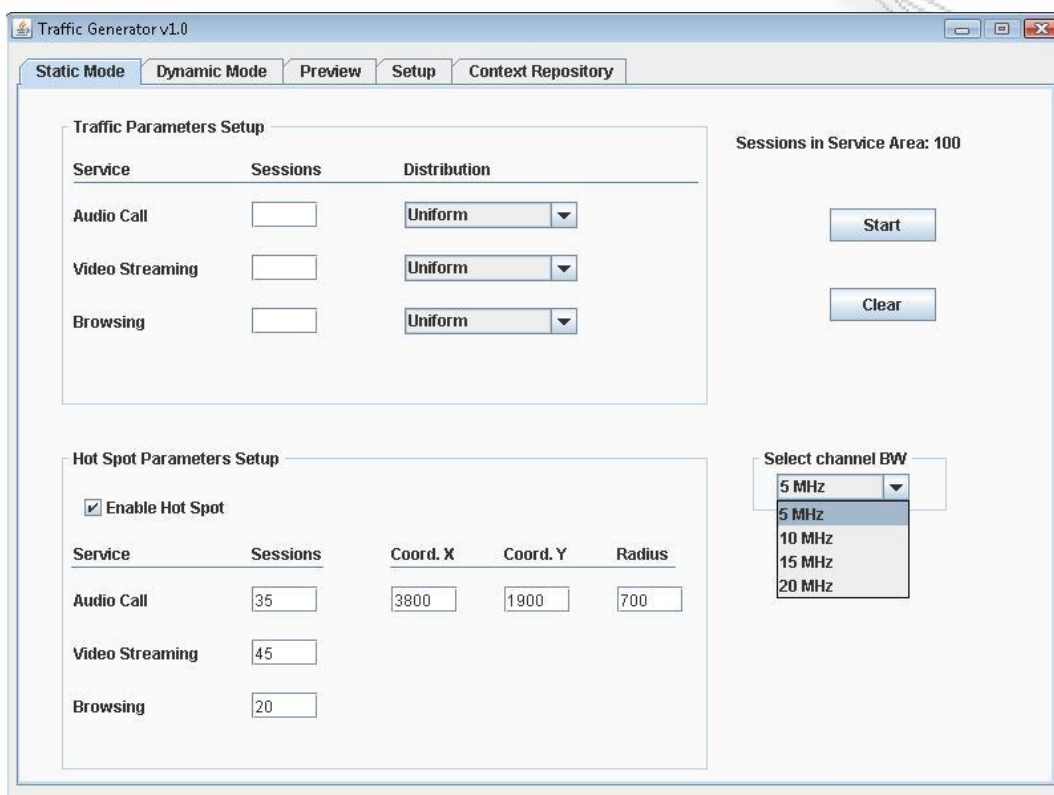 Traffic Generator v1.0
Static Mode Dynamic Mode Preview Setup Context Repository
Traffic Parameters Setup
Sessions in Service Area: 100
Service Sessions Distribution
Audio Call Uniform
Start
Video Streaming Uniform
Clear
Browsing Uniform
Hot Spot Parameters Setup
Select channel BW
5 MHz
Enable Hot Spot
5 MHz
10 MHz
15 MHz
20 MHz
Service Sessions Coord. X Coord. Y Radius
Audio Call 35 3800 1900 700
Video Streaming 45
Browsing 20